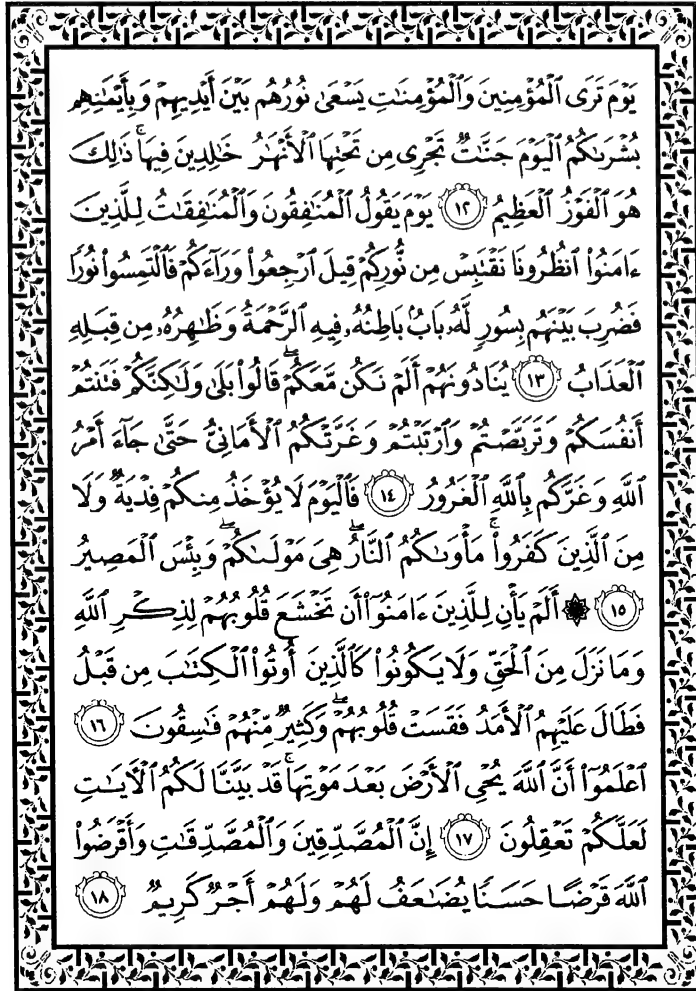 يَوْمَ تَرَى ٱلْمُؤْمِنِينَ وَٱلْمُؤْمِنَٰتِ يَسْعَىٰ نُورُهُم بَيْنَ أَيْدِيهِمْ وَبِأَيْمَٰنِهِم
بُشْرَىٰكُمُ ٱلْيَوْمَ جَنَّٰتٌ تَجْرِى مِن تَحْتِهَا ٱلْأَنْهَٰرُ خَٰلِدِينَ فِيهَا ۚ ذَٰلِكَ
هُوَ ٱلْفَوْزُ ٱلْعَظِيمُ ١٢ يَوْمَ يَقُولُ ٱلْمُنَٰفِقُونَ وَٱلْمُنَٰفِقَٰتُ لِلَّذِينَ
ءَامَنُوا۟ ٱنظُرُونَا نَقْتَبِسْ مِن نُّورِكُمْ قِيلَ ٱرْجِعُوا۟ وَرَآءَكُمْ فَٱلْتَمِسُوا۟ نُورًا
فَضُرِبَ بَيْنَهُم بِسُورٍ لَّهُۥ بَابٌۢ بَاطِنُهُۥ فِيهِ ٱلرَّحْمَةُ وَظَٰهِرُهُۥ مِن قِبَلِهِ
ٱلْعَذَابُ ١٣ يُنَادُونَهُمْ أَلَمْ نَكُن مَّعَكُمْ ۖ قَالُوا۟ بَلَىٰ وَلَٰكِنَّكُمْ فَتَنتُمْ
أَنفُسَكُمْ وَتَرَبَّصْتُمْ وَٱرْتَبْتُمْ وَغَرَّتْكُمُ ٱلْأَمَانِىُّ حَتَّىٰ جَآءَ أَمْرُ
ٱللَّهِ وَغَرَّكُم بِٱللَّهِ ٱلْغَرُورُ ١٤ فَٱلْيَوْمَ لَا يُؤْخَذُ مِنكُمْ فِدْيَةٌ وَلَا
مِنَ ٱلَّذِينَ كَفَرُوا۟ ۚ مَأْوَىٰكُمُ ٱلنَّارُ ۖ هِىَ مَوْلَىٰكُمْ ۖ وَبِئْسَ ٱلْمَصِيرُ
١٥ ۞ أَلَمْ يَأْنِ لِلَّذِينَ ءَامَنُوٓا۟ أَن تَخْشَعَ قُلُوبُهُمْ لِذِكْرِ ٱللَّهِ
وَمَا نَزَلَ مِنَ ٱلْحَقِّ وَلَا يَكُونُوا۟ كَٱلَّذِينَ أُوتُوا۟ ٱلْكِتَٰبَ مِن قَبْلُ
فَطَالَ عَلَيْهِمُ ٱلْأَمَدُ فَقَسَتْ قُلُوبُهُمْ ۖ وَكَثِيرٌ مِّنْهُمْ فَٰسِقُونَ ١٦
ٱعْلَمُوٓا۟ أَنَّ ٱللَّهَ يُحْىِ ٱلْأَرْضَ بَعْدَ مَوْتِهَا ۚ قَدْ بَيَّنَّا لَكُمُ ٱلْءَايَٰتِ
لَعَلَّكُمْ تَعْقِلُونَ ١٧ إِنَّ ٱلْمُصَّدِّقِينَ وَٱلْمُصَّدِّقَٰتِ وَأَقْرَضُوا۟
ٱللَّهَ قَرْضًا حَسَنًا يُضَٰعَفُ لَهُمْ وَلَهُمْ أَجْرٌ كَرِيمٌ ١٨